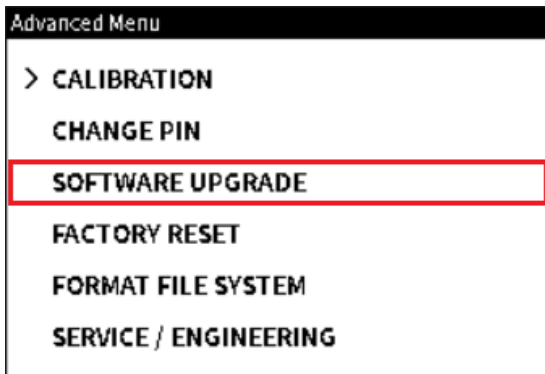 Advanced Menu
> CALIBRATION
CHANGE PIN
SOFTWARE UPGRADE
FACTORY RESET
FORMAT FILE SYSTEM
SERVICE / ENGINEERING